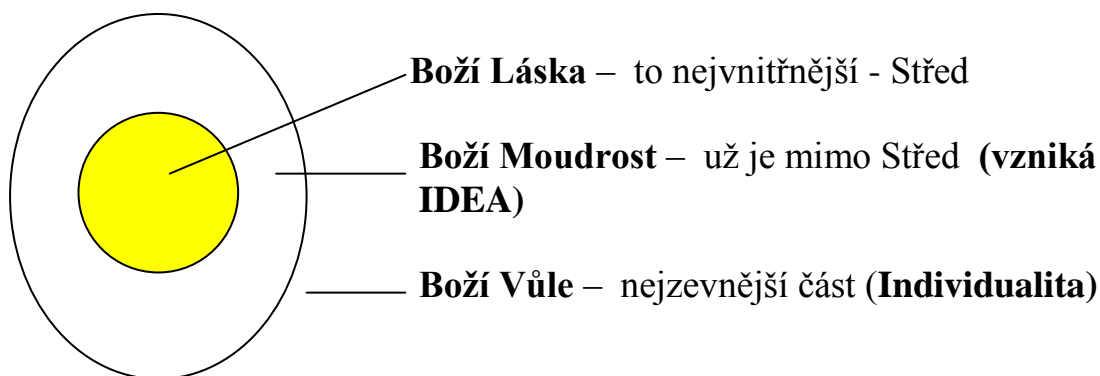 Boží Láska – to nejvnitřnější - Střed
Boží Moudrost – už je mimo Střed (vzniká
IDEA)
Boží Vůle – nejzevnější část (Individualita)